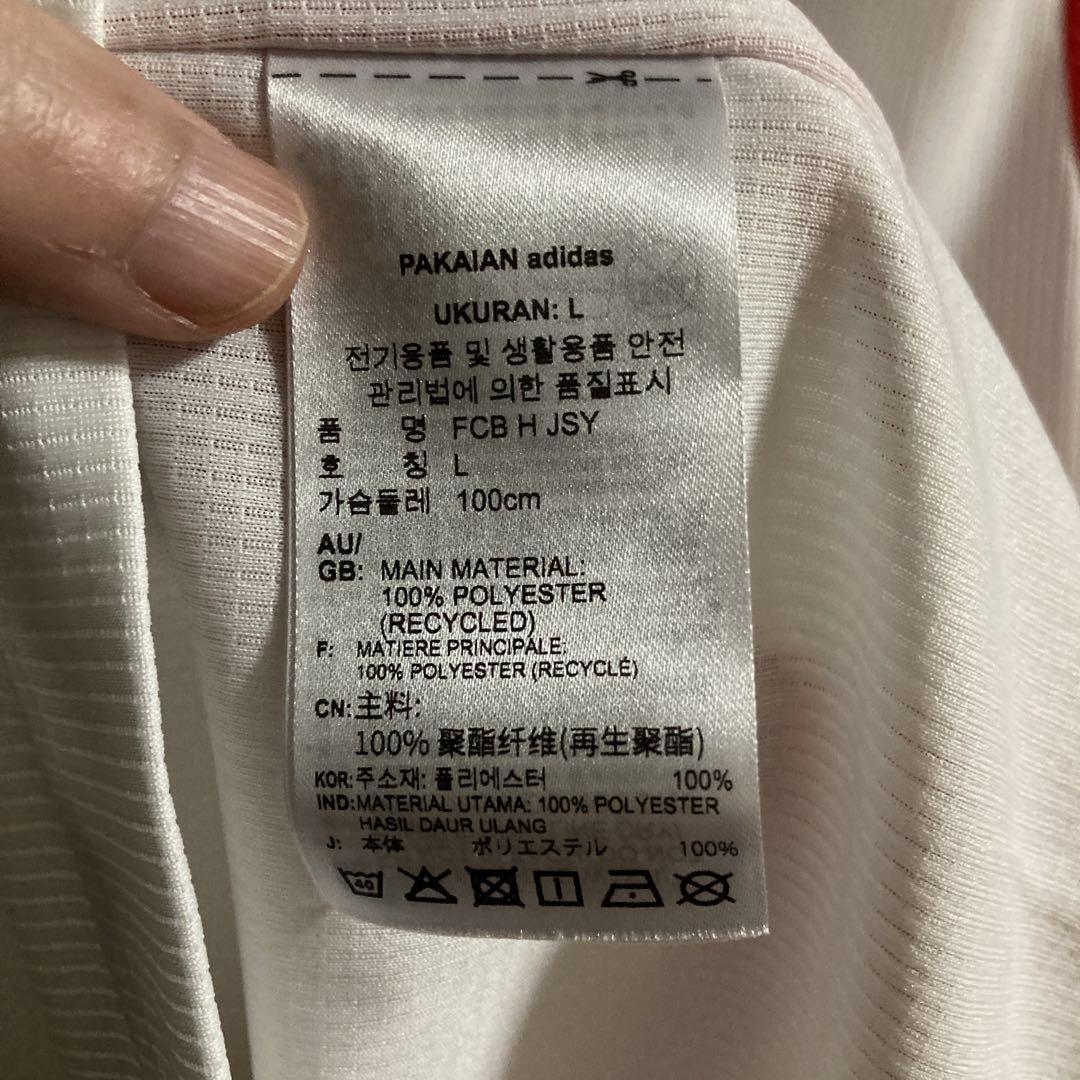 PAKAIAN adidas
UKURAN: L
전기용품 및 생활용품 안전
관리법에 의한 품질표시
품 명 FCB H JSY
호 칭 L
가슴둘레 100cm
AU/
GB: MAIN MATERIAL:
100% POLYESTER
(RECYCLED)
F: MATIERE PRINCIPALE:
100% POLYESTER (RECYCLÉ)
CN: 主料:
100% 聚酯纤维(再生聚酯)
KOR: 주소재: 폴리에스터 100%
IND: MATERIAL UTAMA: 100% POLYESTER
HASIL DAUR ULANG
J: 本体 ポリエステル 100%
40